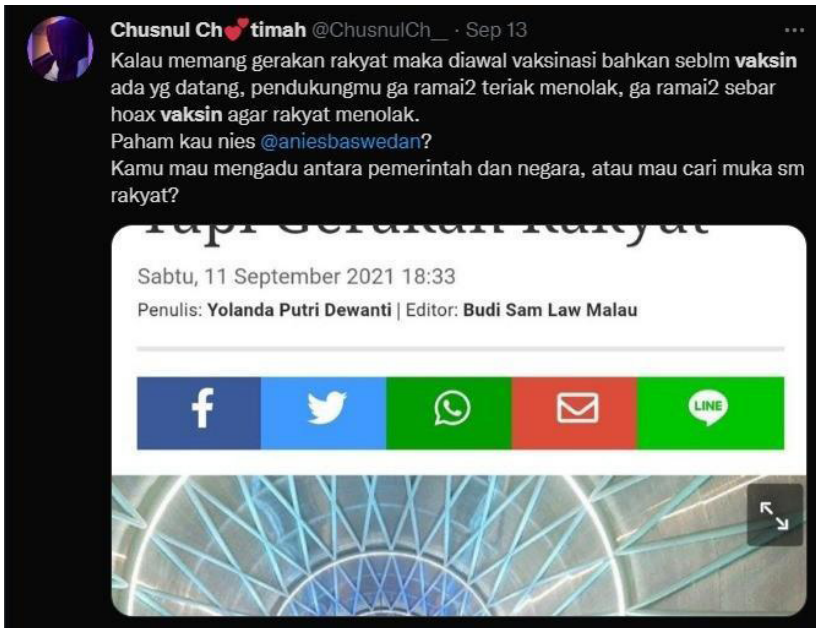 Chusnul Ch💕timah @ChusnulCh__ · Sep 13
Kalau memang gerakan rakyat maka diawal vaksinasi bahkan seblm vaksin
ada yg datang, pendukungmu ga ramai2 teriak menolak, ga ramai2 sebar
hoax vaksin agar rakyat menolak.
Paham kau nies @aniesbaswedan?
Kamu mau mengadu antara pemerintah dan negara, atau mau cari muka sm
rakyat?
Tapi Gerakan Rakyat
Sabtu, 11 September 2021 18:33
Penulis: Yolanda Putri Dewanti | Editor: Budi Sam Law Malau
LINE